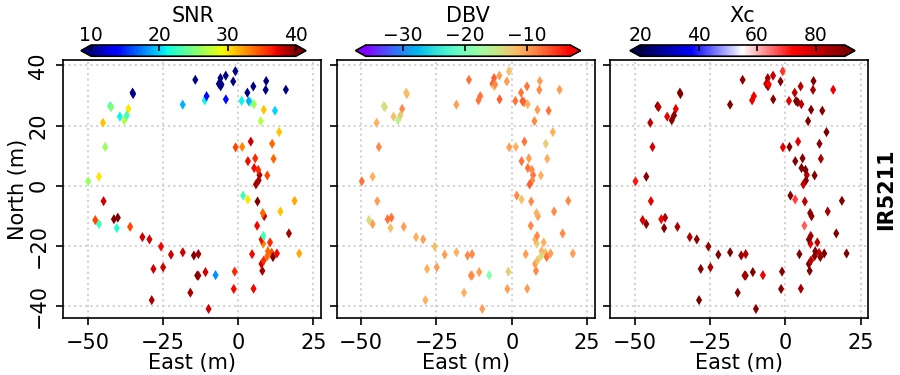 SNR DBV Xc
10 20 30 40 −30 −20 −10 20 40 60 80
40
20
0
−20
−40
North (m)
IR5211
−50 −25 0 25 −50 −25 0 25 −50 −25 0 25
East (m) East (m) East (m)